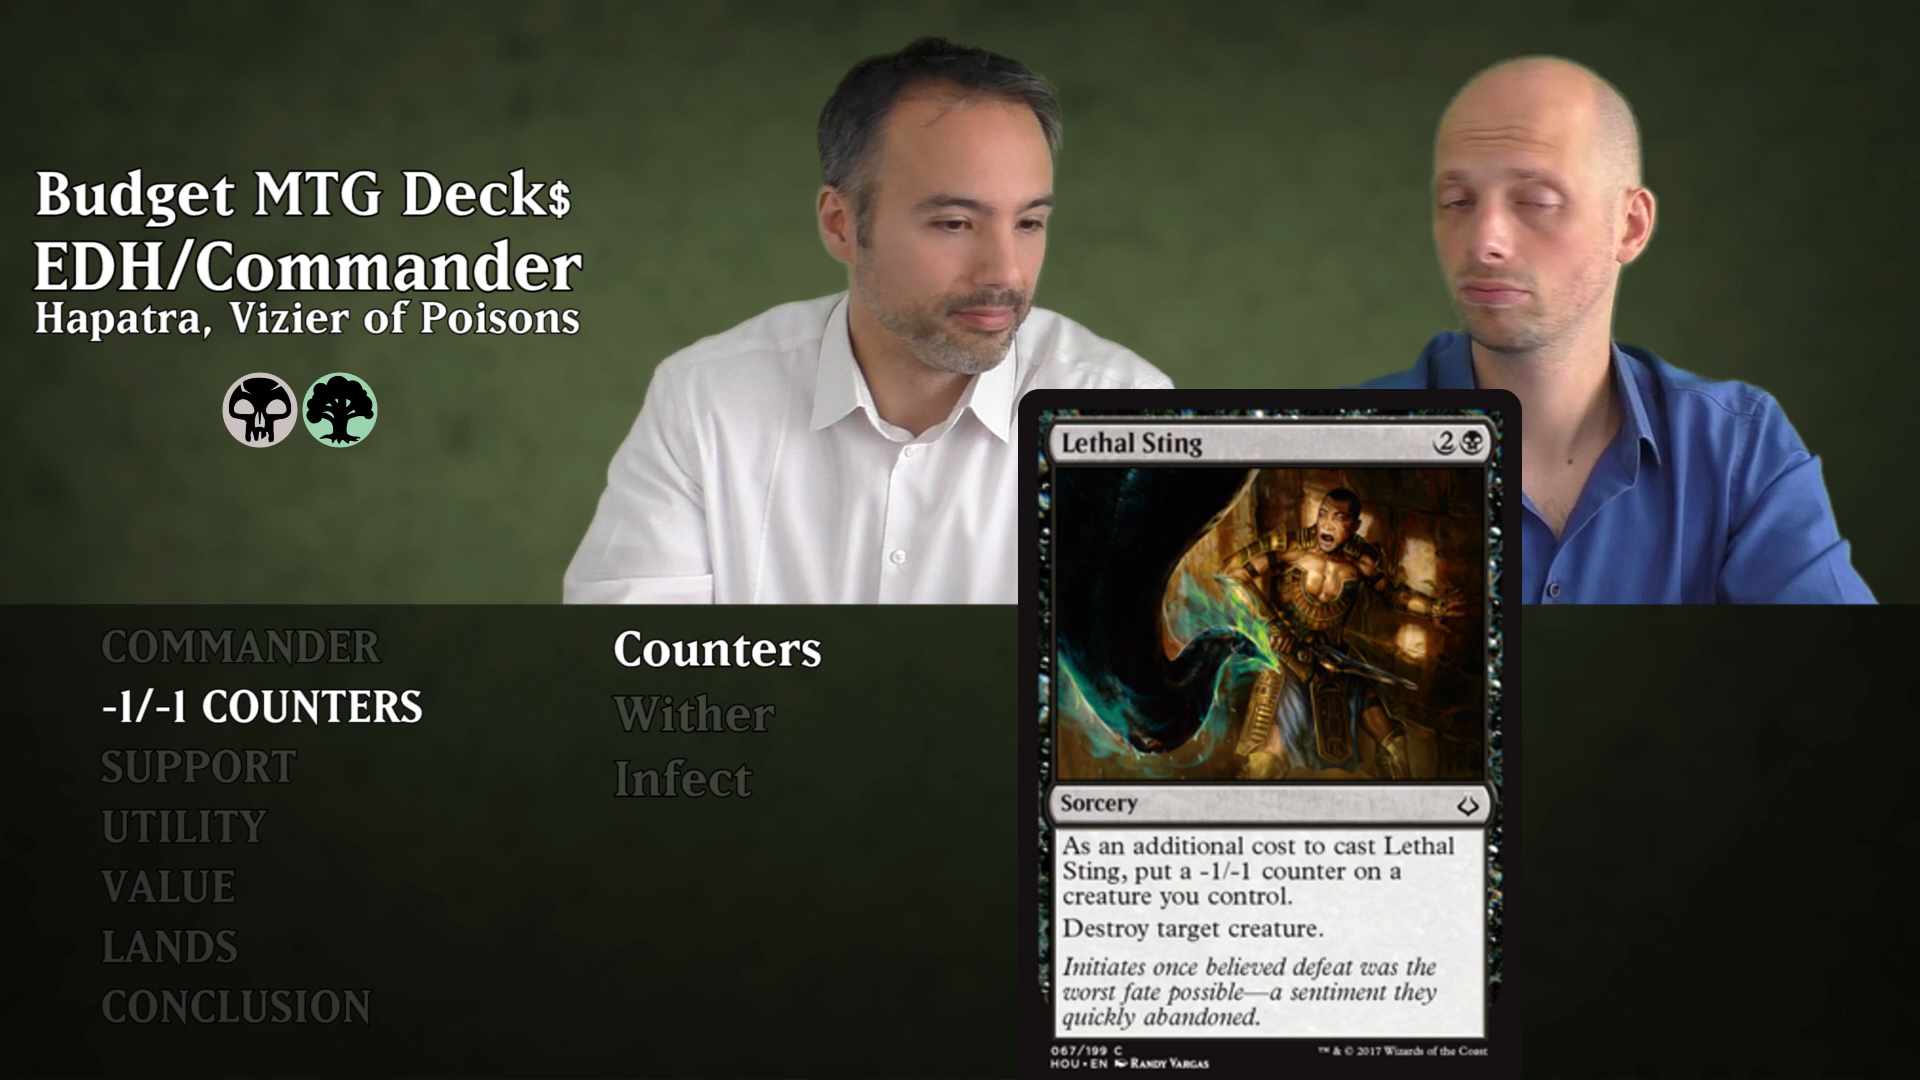 Budget MTG Deck$
EDH/Commander
Hapatra, Vizier of Poisons
COMMANDER
-1/-1 COUNTERS
SUPPORT
UTILITY
VALUE
LANDS
CONCLUSION
Counters
Wither
Infect
Lethal Sting 2
Sorcery
As an additional cost to cast Lethal
Sting, put a -1/-1 counter on a
creature you control.
Destroy target creature.
Initiates once believed defeat was the
worst fate possible—a sentiment they
quickly abandoned.
067/199 C
HOU • EN Randy Vargas
™ & © 2017 Wizards of the Coast